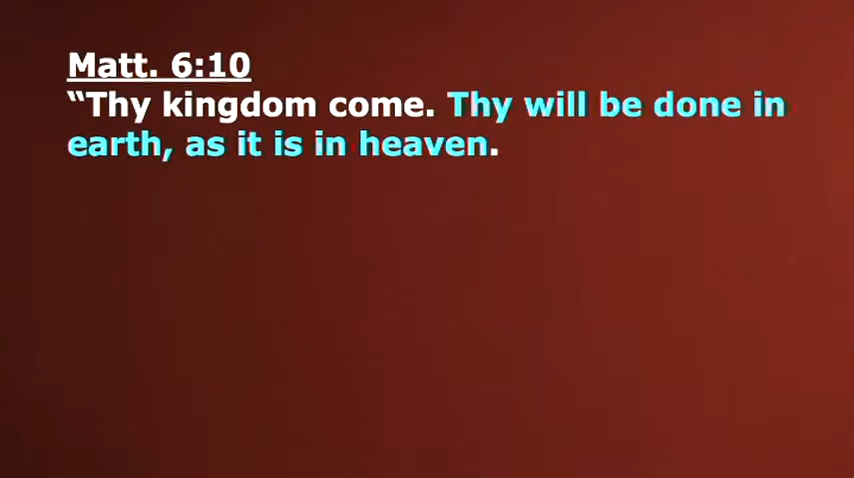 Matt. 6:10
“Thy kingdom come. Thy will be done in
earth, as it is in heaven.